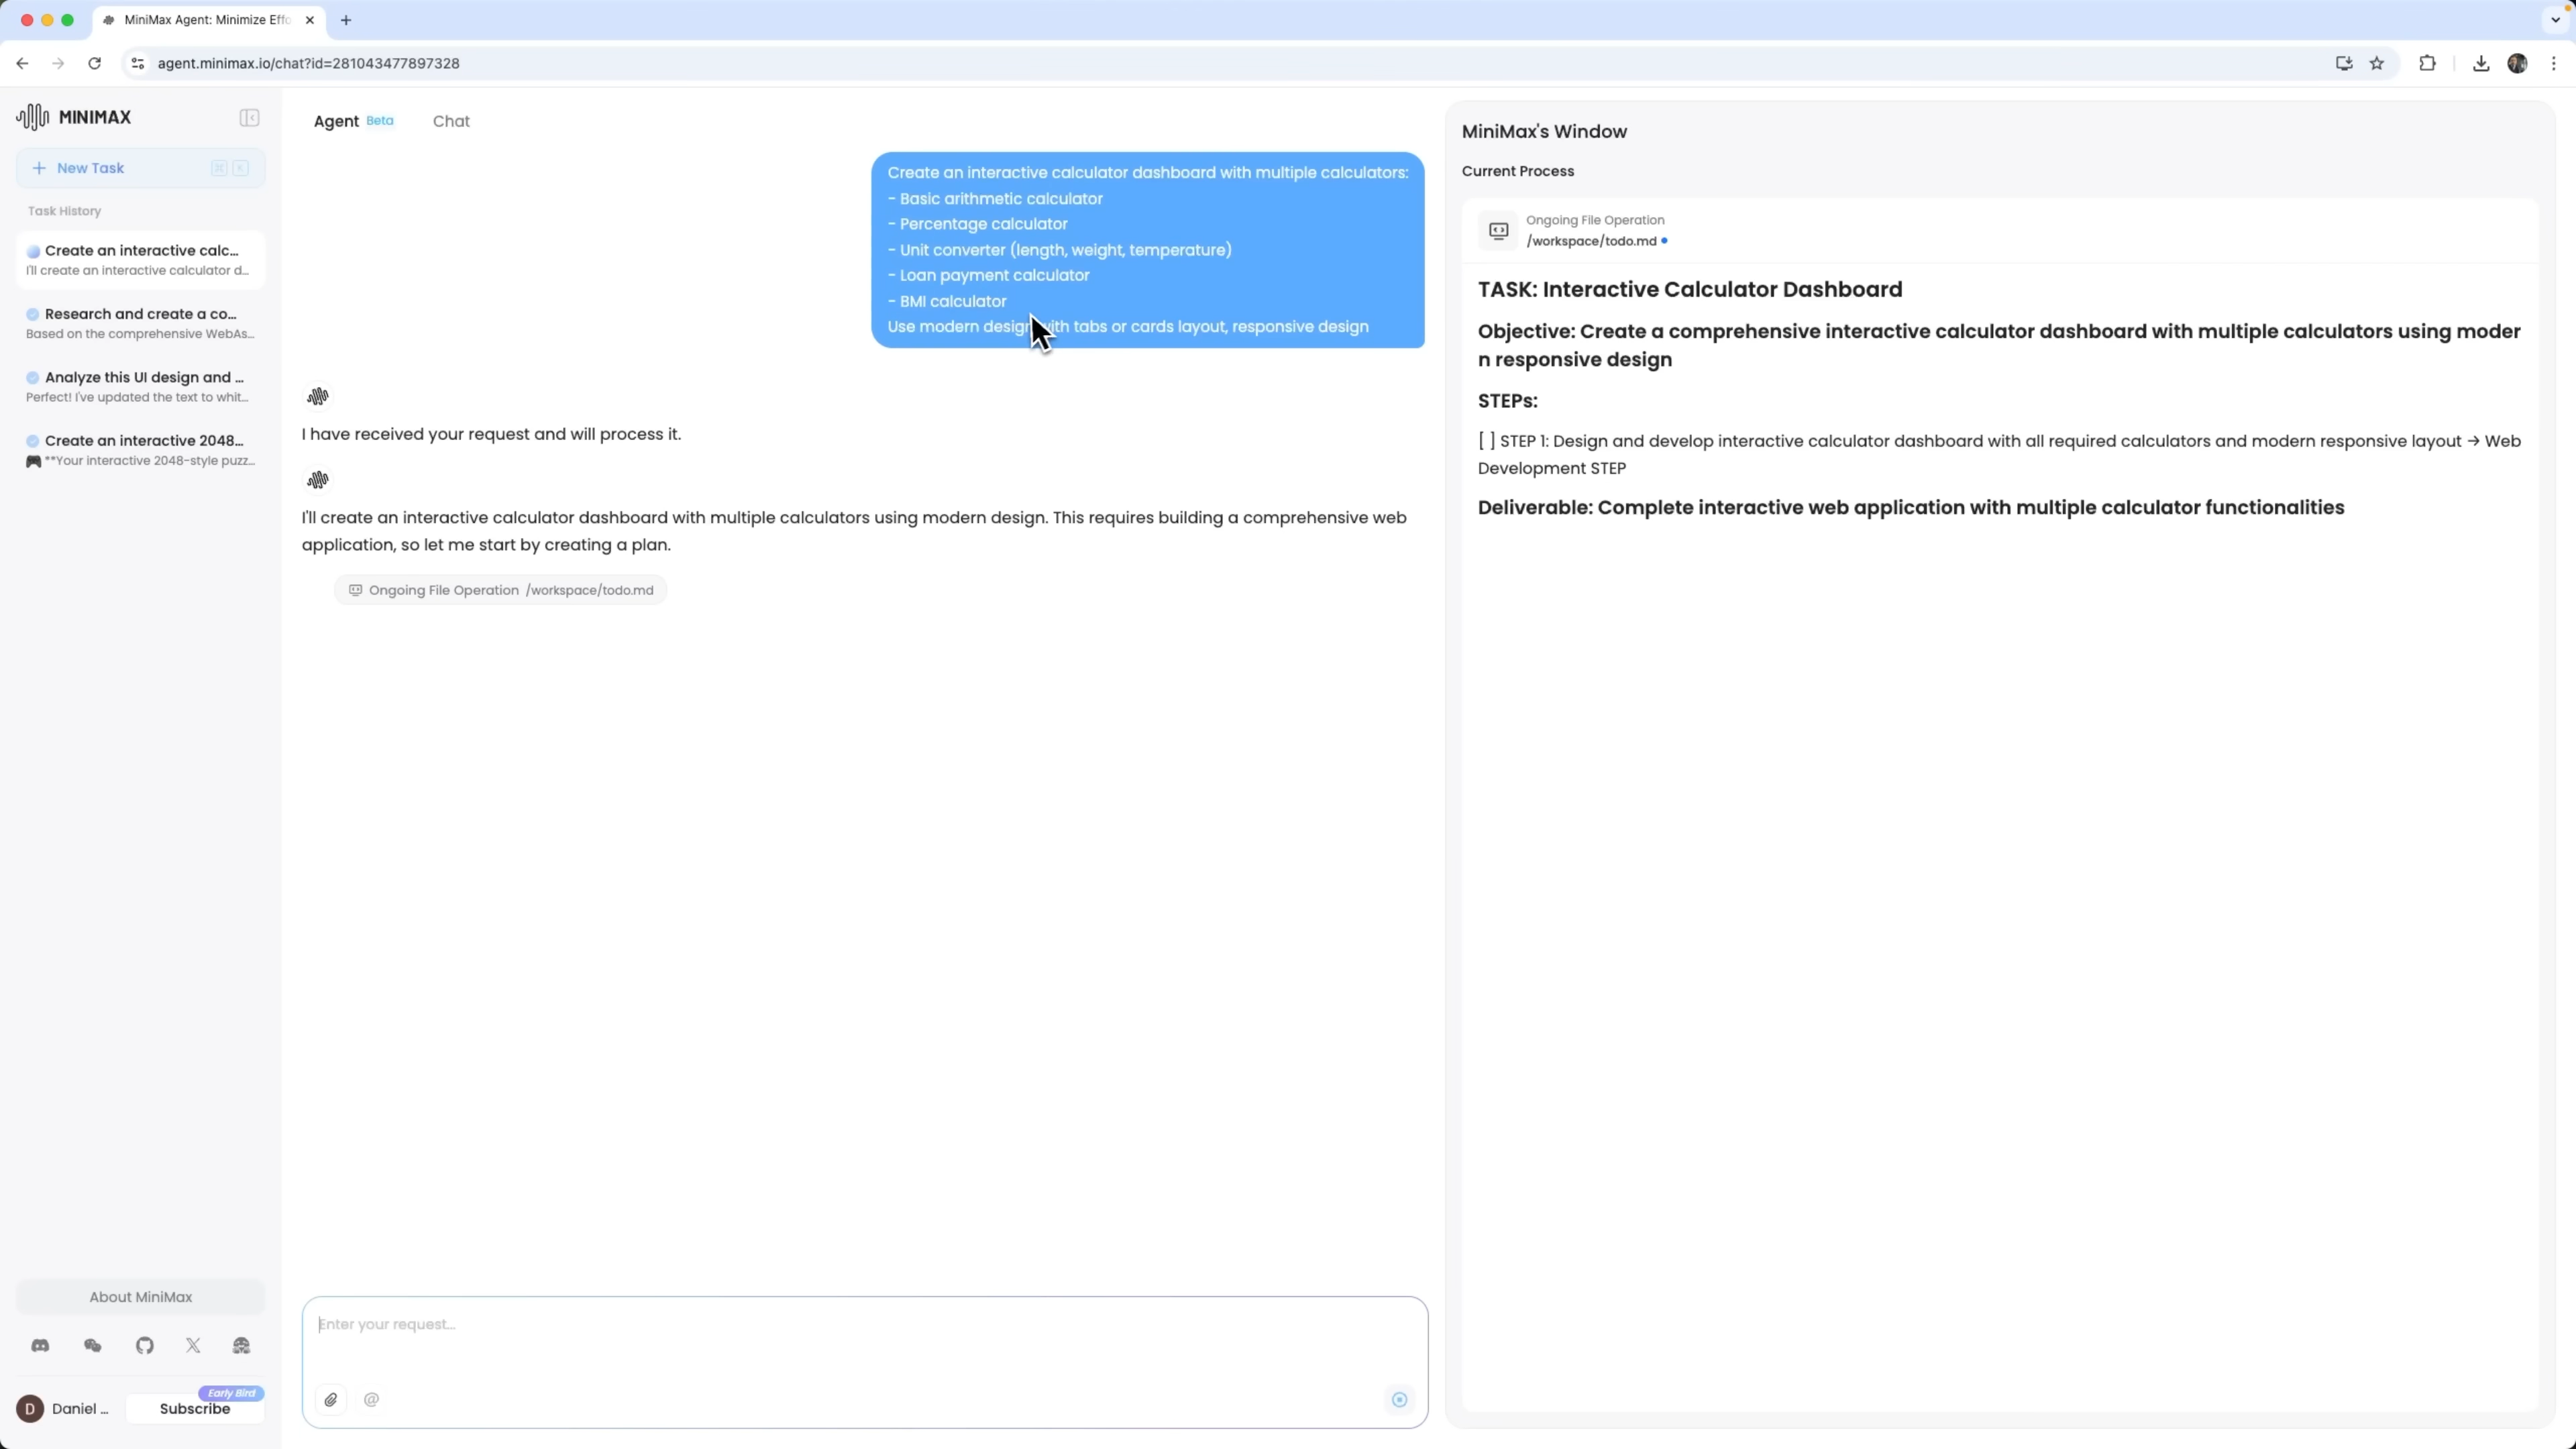 MiniMax Agent: Minimize Effo
agent.minimax.io/chat?id=281043477897328
MINIMAX
New Task
⌘ K
Task History
Create an interactive calc...
I'll create an interactive calculator d...
Research and create a co...
Based on the comprehensive WebAs...
Analyze this UI design and ...
Perfect! I've updated the text to whit...
Create an interactive 2048...
🎮 **Your interactive 2048-style puzz...
About MiniMax
Early Bird
D Daniel ... Subscribe
Agent Beta Chat
Create an interactive calculator dashboard with multiple calculators:
- Basic arithmetic calculator
- Percentage calculator
- Unit converter (length, weight, temperature)
- Loan payment calculator
- BMI calculator
Use modern design with tabs or cards layout, responsive design
I have received your request and will process it.
I'll create an interactive calculator dashboard with multiple calculators using modern design. This requires building a comprehensive web
application, so let me start by creating a plan.
Ongoing File Operation /workspace/todo.md
Enter your request...
@
MiniMax's Window
Current Process
Ongoing File Operation
/workspace/todo.md
TASK: Interactive Calculator Dashboard
Objective: Create a comprehensive interactive calculator dashboard with multiple calculators using moder
n responsive design
STEPs:
[ ] STEP 1: Design and develop interactive calculator dashboard with all required calculators and modern responsive layout → Web
Development STEP
Deliverable: Complete interactive web application with multiple calculator functionalities